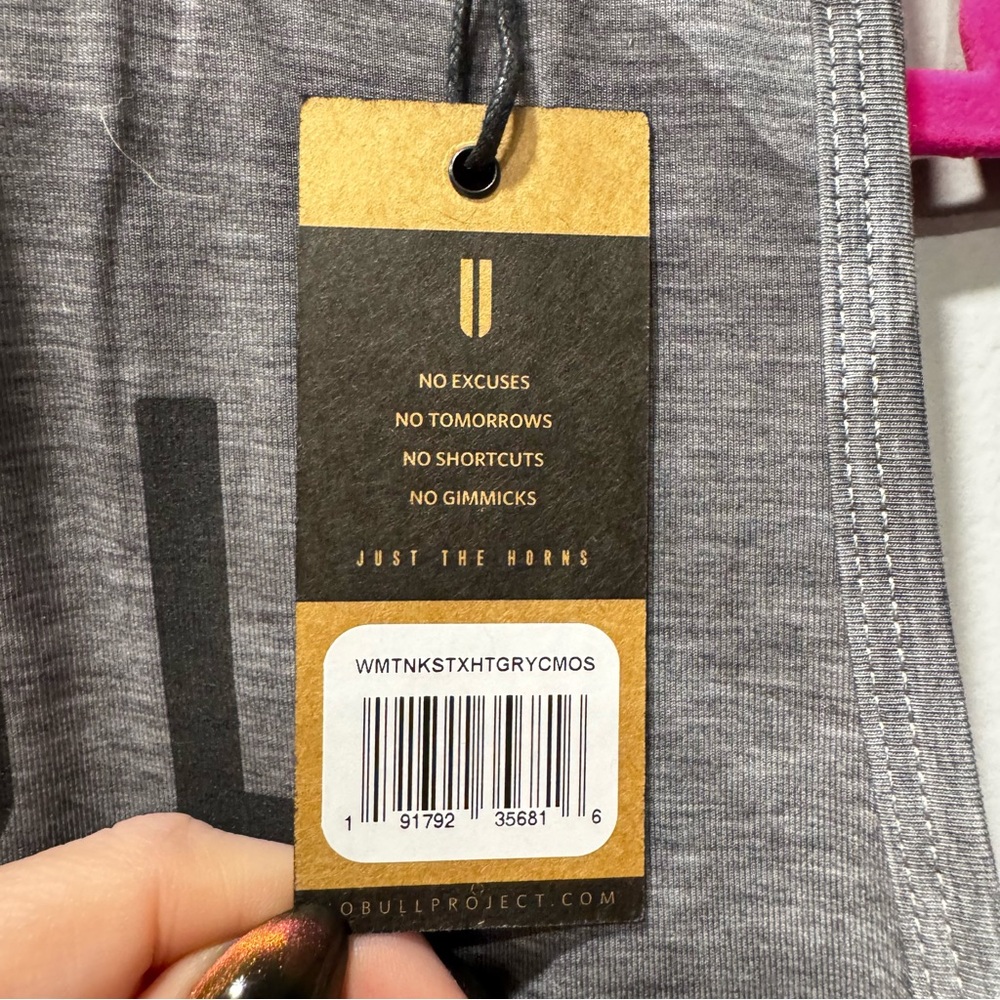 NO EXCUSES
NO TOMORROWS
NO SHORTCUTS
NO GIMMICKS
JUST THE HORNS
WMTNKSTXHTGRYCMOS
1 91792 35681 6
OBULLPROJECT.COM